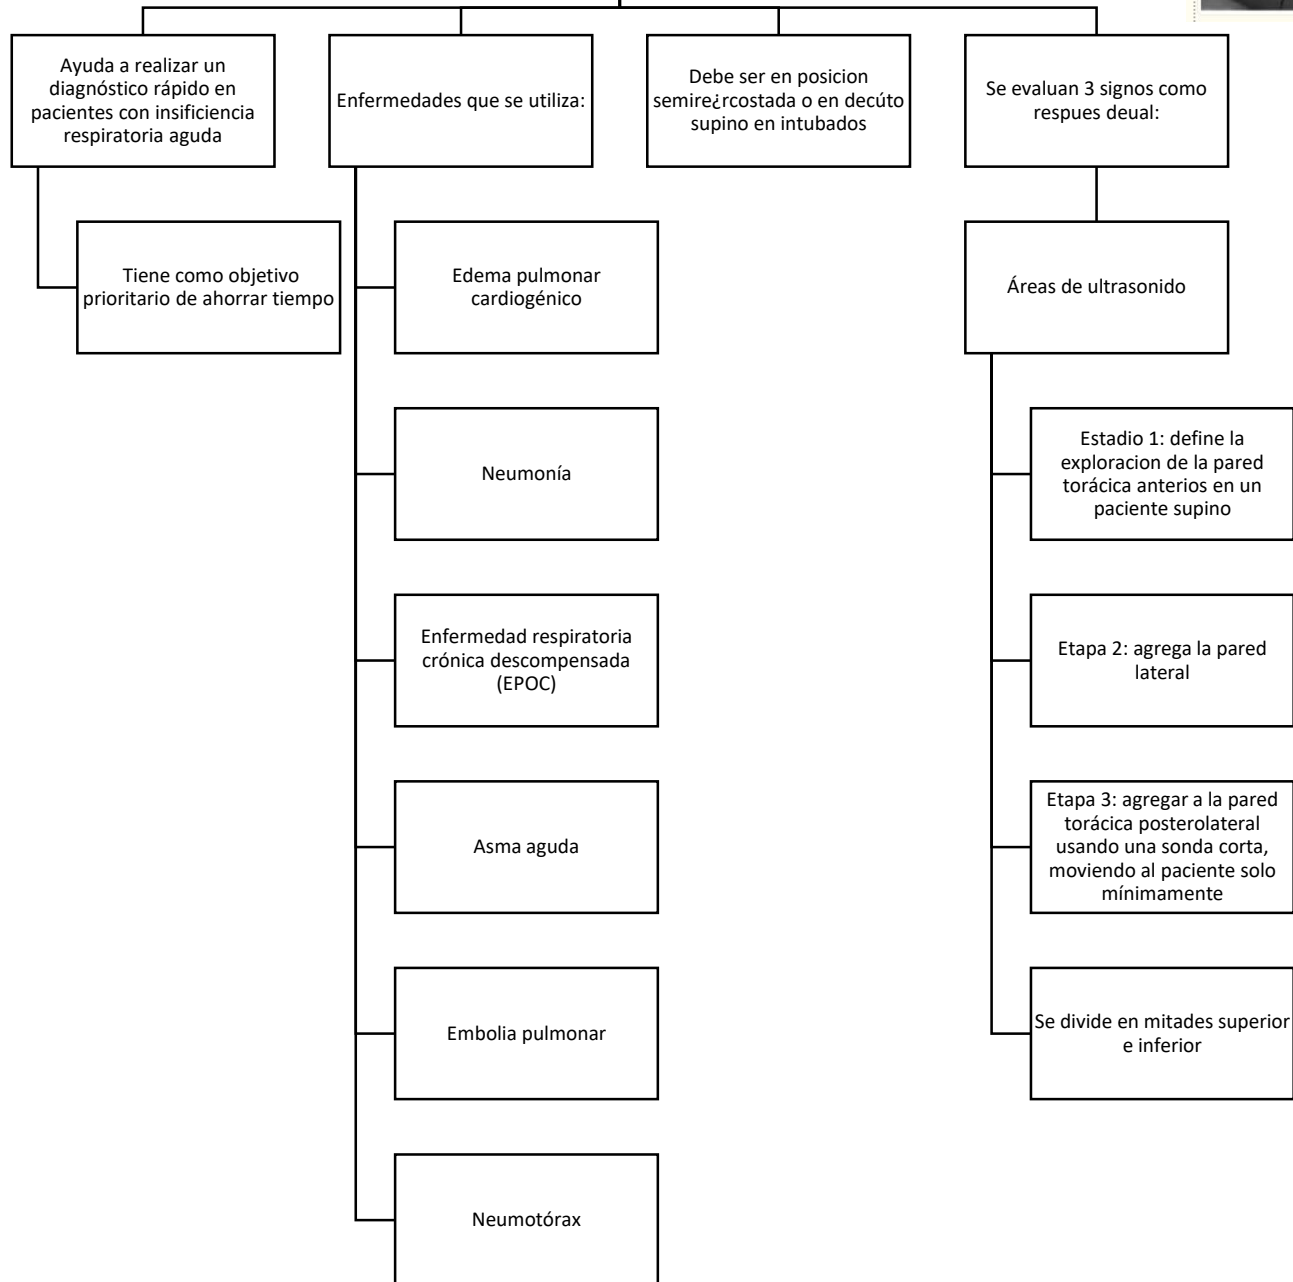 Ayuda a realizar un
diagnóstico rápido en
pacientes con insificiencia
respiratoria aguda
Tiene como objetivo
prioritario de ahorrar tiempo
Enfermedades que se utiliza:
Edema pulmonar
cardiogénico
Neumonía
Enfermedad respiratoria
crónica descompensada
(EPOC)
Asma aguda
Embolia pulmonar
Neumotórax
Debe ser en posicion
semire¿rcostada o en decúto
supino en intubados
Se evaluan 3 signos como
respues deual:
Áreas de ultrasonido
Estadio 1: define la
exploracion de la pared
torácica anterios en un
paciente supino
Etapa 2: agrega la pared
lateral
Etapa 3: agregar a la pared
torácica posterolateral
usando una sonda corta,
moviendo al paciente solo
mínimamente
Se divide en mitades superior
e inferior